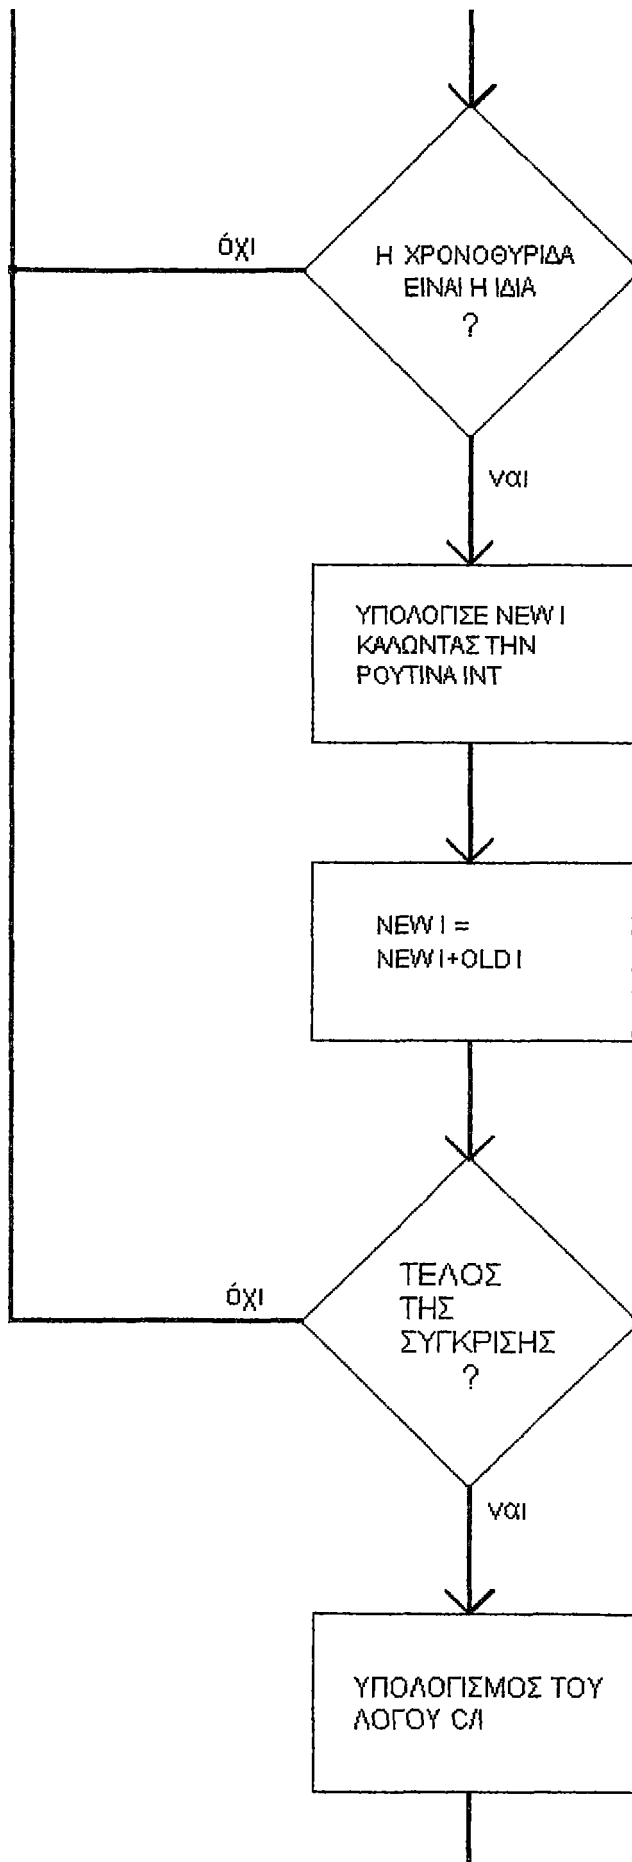 όχι
Η ΧΡΟΝΟΘΥΡΙΔΑ
ΕΙΝΑΙ Η ΙΔΙΑ
?
ναι
ΥΠΟΛΟΓΙΣΕ NEW I
ΚΑΛΩΝΤΑΣ ΤΗΝ
ΡΟΥΤΙΝΑ INT
NEW I =
NEW I+OLD I
όχι
ΤΕΛΟΣ
ΤΗΣ
ΣΥΓΚΡΙΣΗΣ
?
ναι
ΥΠΟΛΟΓΙΣΜΟΣ ΤΟΥ
ΛΟΓΟΥ C/I